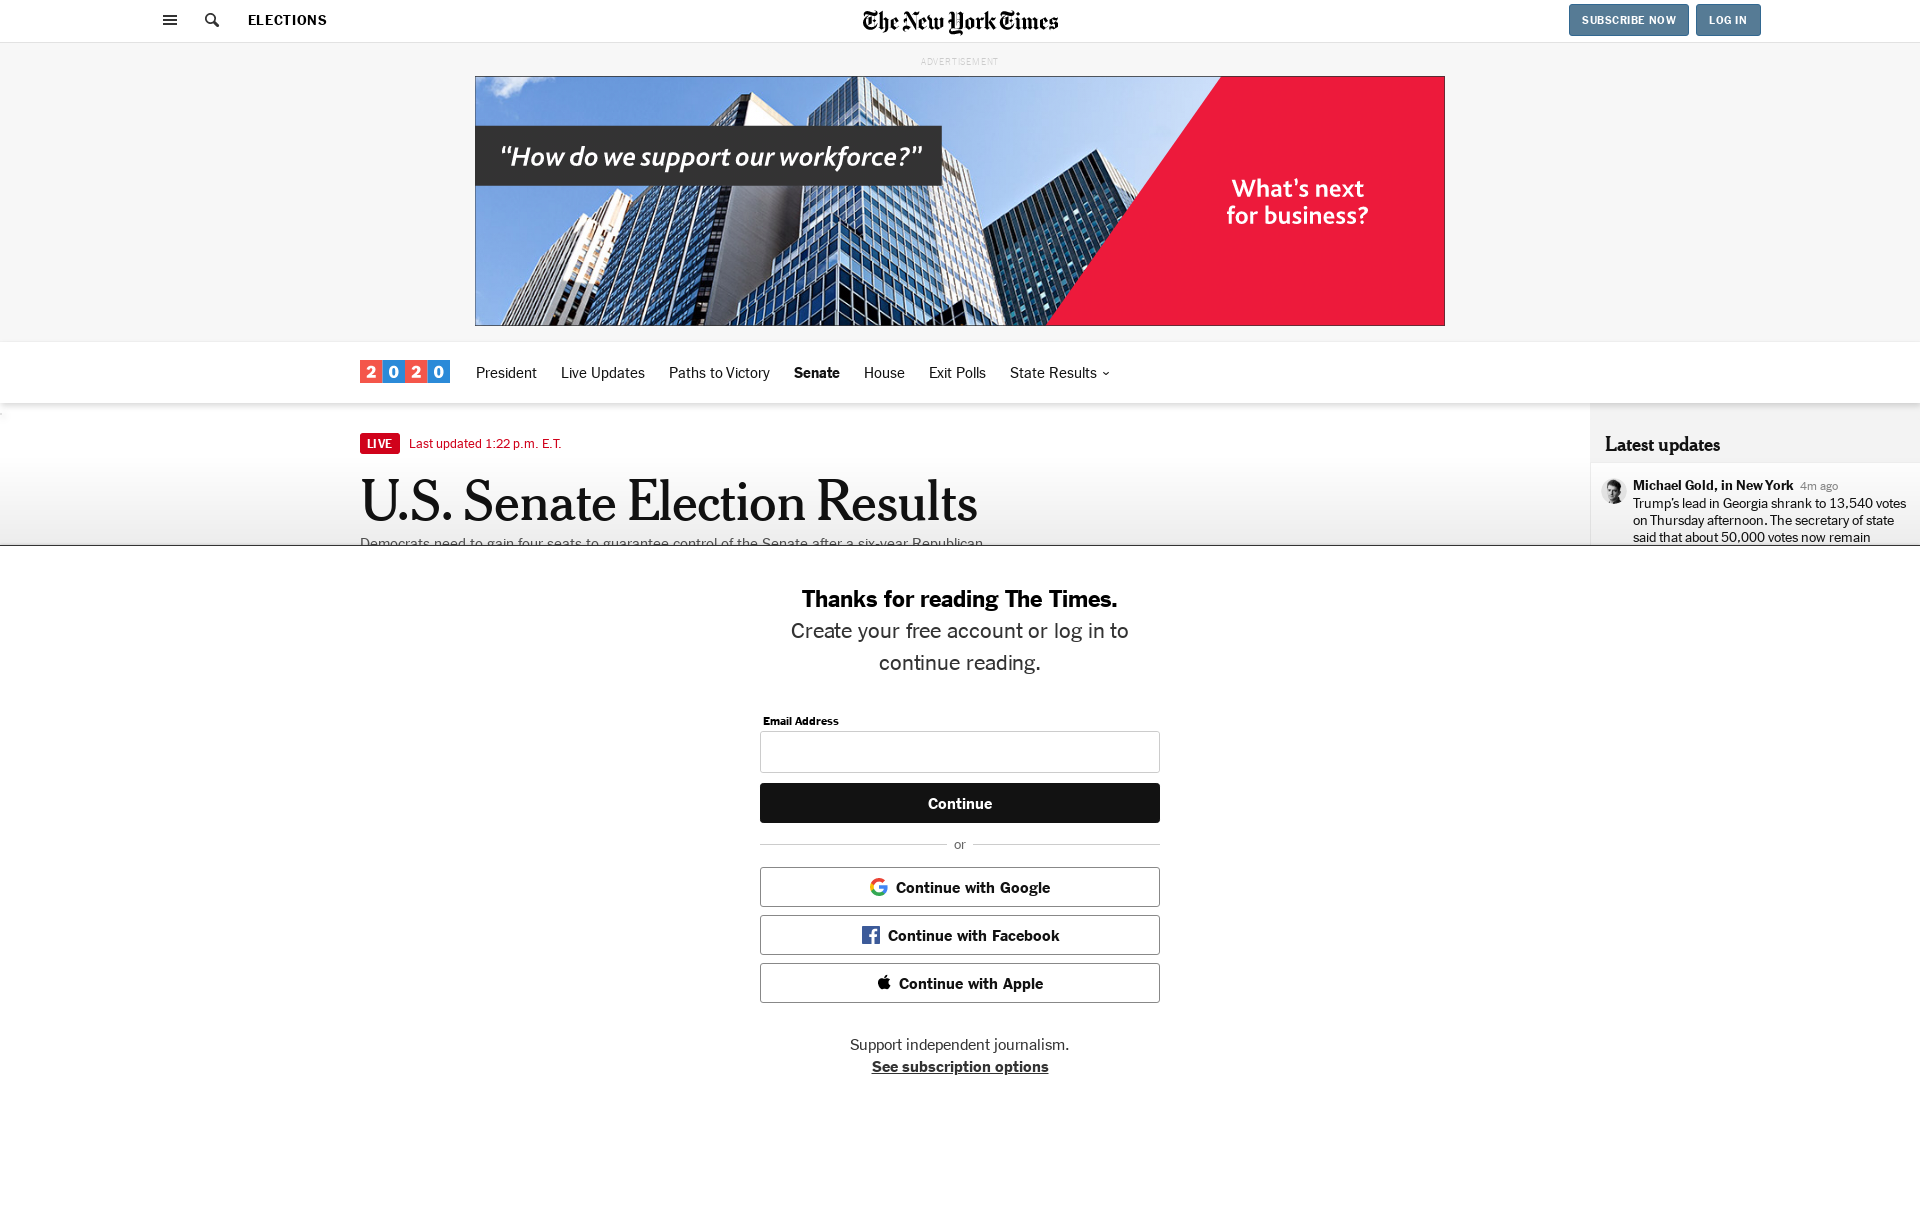 ELECTIONS
The New York Times
SUBSCRIBE NOW
LOG IN
ADVERTISEMENT
“How do we support our workforce?”
What’s next
for business?
2020
President
Live Updates
Paths to Victory
Senate
House
Exit Polls
State Results
LIVE
Last updated 1:22 p.m. E.T.
U.S. Senate Election Results
Democrats need to gain four seats to guarantee control of the Senate after a six-year Republican
Latest updates
Michael Gold, in New York 4m ago
Trump’s lead in Georgia shrank to 13,540 votes
on Thursday afternoon. The secretary of state
said that about 50,000 votes now remain
Thanks for reading The Times.
Create your free account or log in to
continue reading.
Email Address
Continue
or
Continue with Google
Continue with Facebook
Continue with Apple
Support independent journalism.
See subscription options